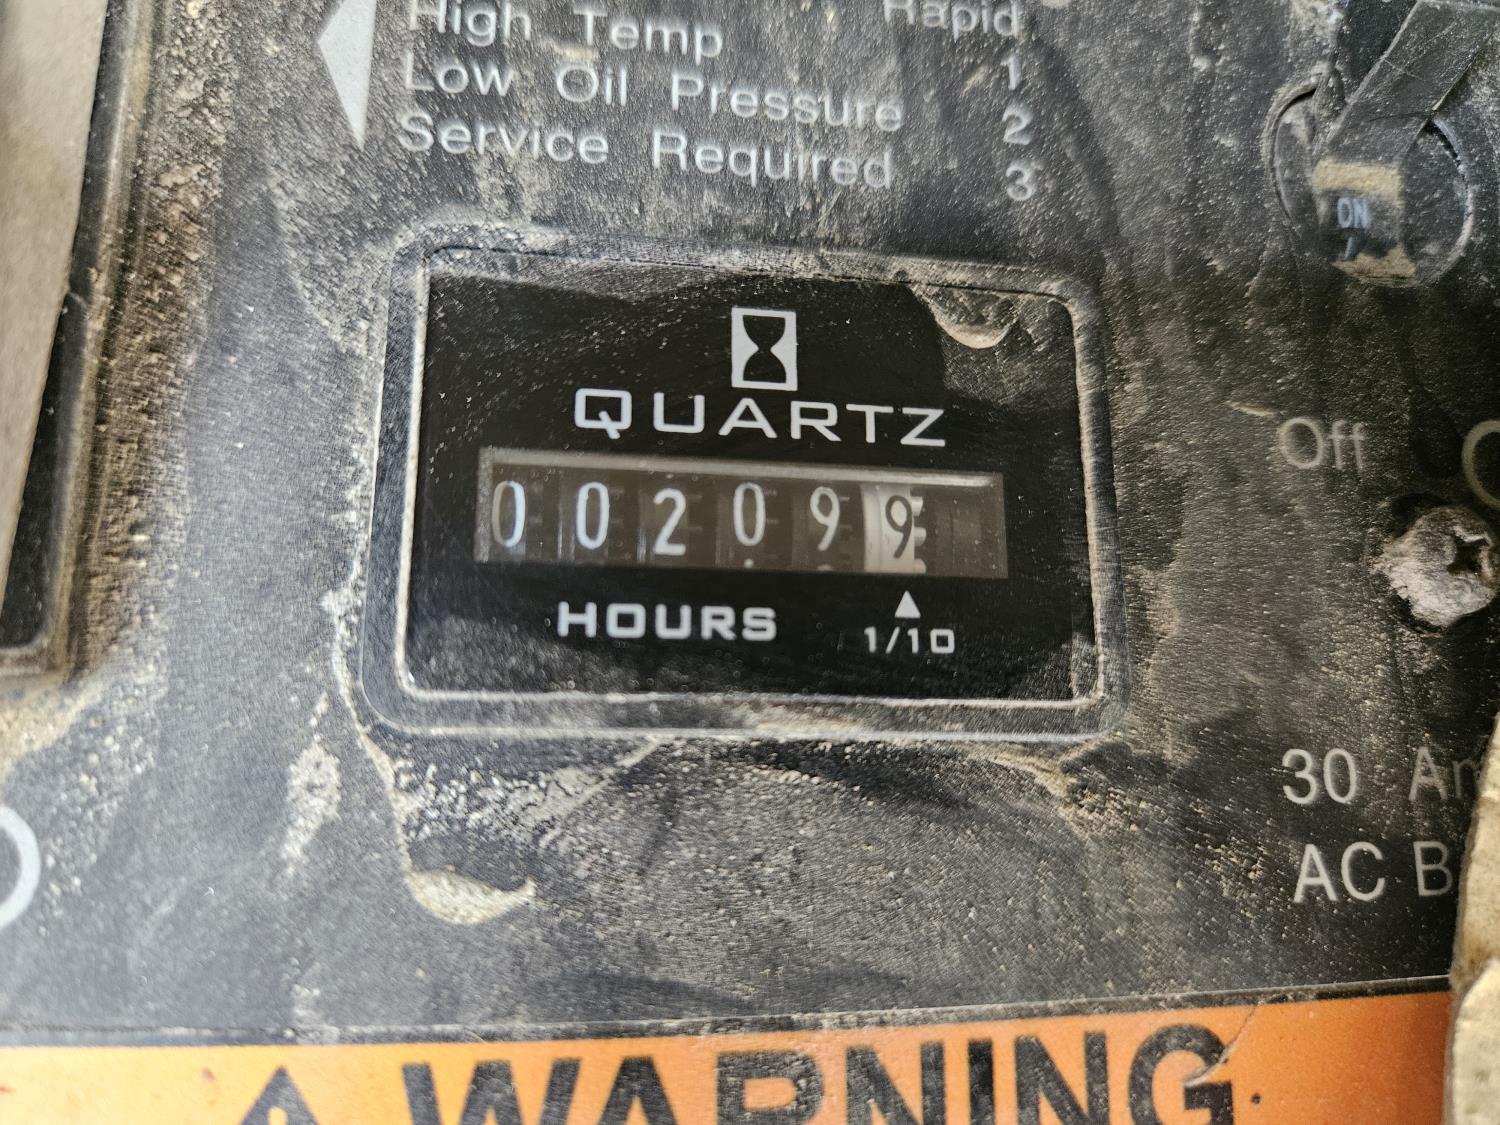 High Temp Rapid
Low Oil Pressure 1
Service Required 2
3
ON
QUARTZ
Off
002099
HOURS 1/10
30
AC
WARNING